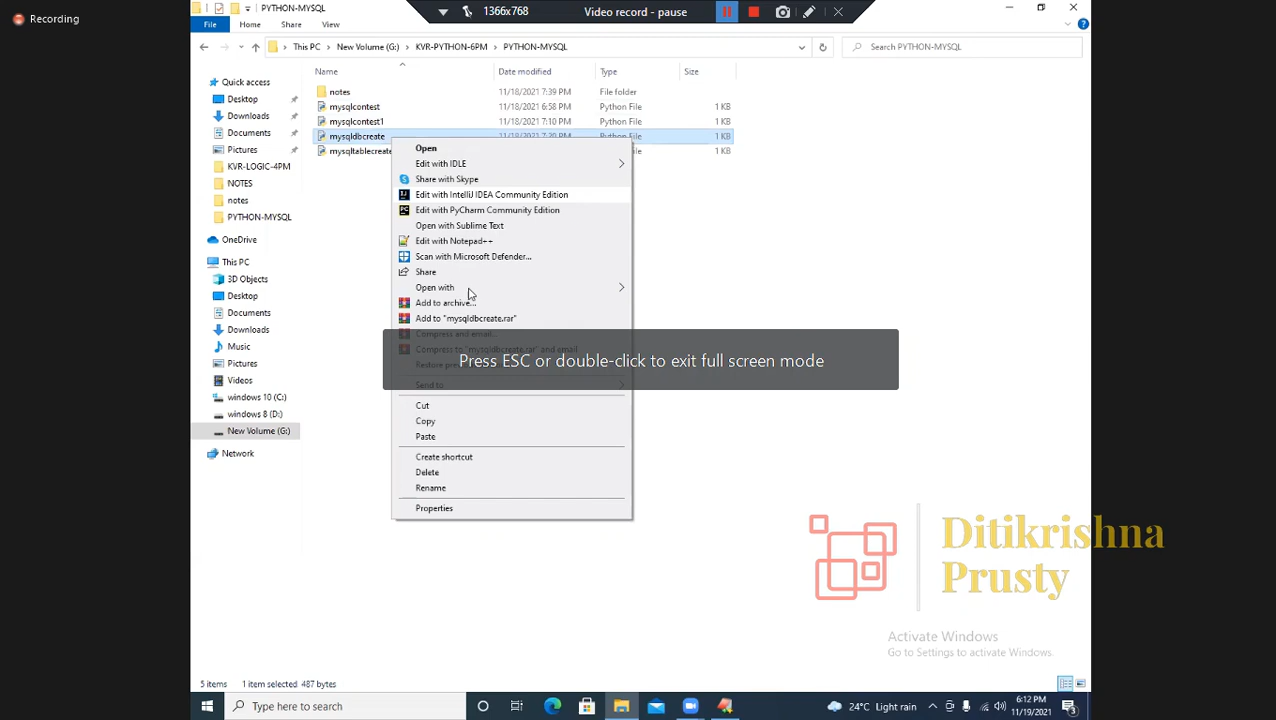 Recording
PYTHON-MYSQL
1366x768
Video record - pause
File
Home
Share
View
This PC
New Volume (G:)
KVR-PYTHON-6PM
PYTHON-MYSQL
Search PYTHON-MYSQL
Name
Date modified
Type
Size
Quick access
Desktop
Downloads
Documents
Pictures
KVR-LOGIC-4PM
NOTES
notes
PYTHON-MYSQL
OneDrive
This PC
3D Objects
Desktop
Documents
Downloads
Music
Pictures
Videos
windows 10 (C:)
windows 8 (D:)
New Volume (G:)
Network
notes 11/18/2021 7:39 PM File folder
mysqlcontest 11/18/2021 6:58 PM Python File 1 KB
mysqlcontest1 11/18/2021 7:10 PM Python File 1 KB
mysqldbcreate 11/18/2021 7:20 PM Python File 1 KB
mysqltablecreate 1 KB
Open
Edit with IDLE
Share with Skype
Edit with IntelliJ IDEA Community Edition
Edit with PyCharm Community Edition
Open with Sublime Text
Edit with Notepad++
Scan with Microsoft Defender...
Share
Open with
Add to archive...
Add to "mysqldbcreate.rar"
Compress and email...
Compress to "mysqldbcreate.rar" and email
Send to
Cut
Copy
Paste
Create shortcut
Delete
Rename
Properties
Press ESC or double-click to exit full screen mode
Ditikrishna
Prusty
Activate Windows
Go to Settings to activate Windows.
5 items
1 item selected 487 bytes
Type here to search
24°C Light rain
6:12 PM
11/19/2021
3